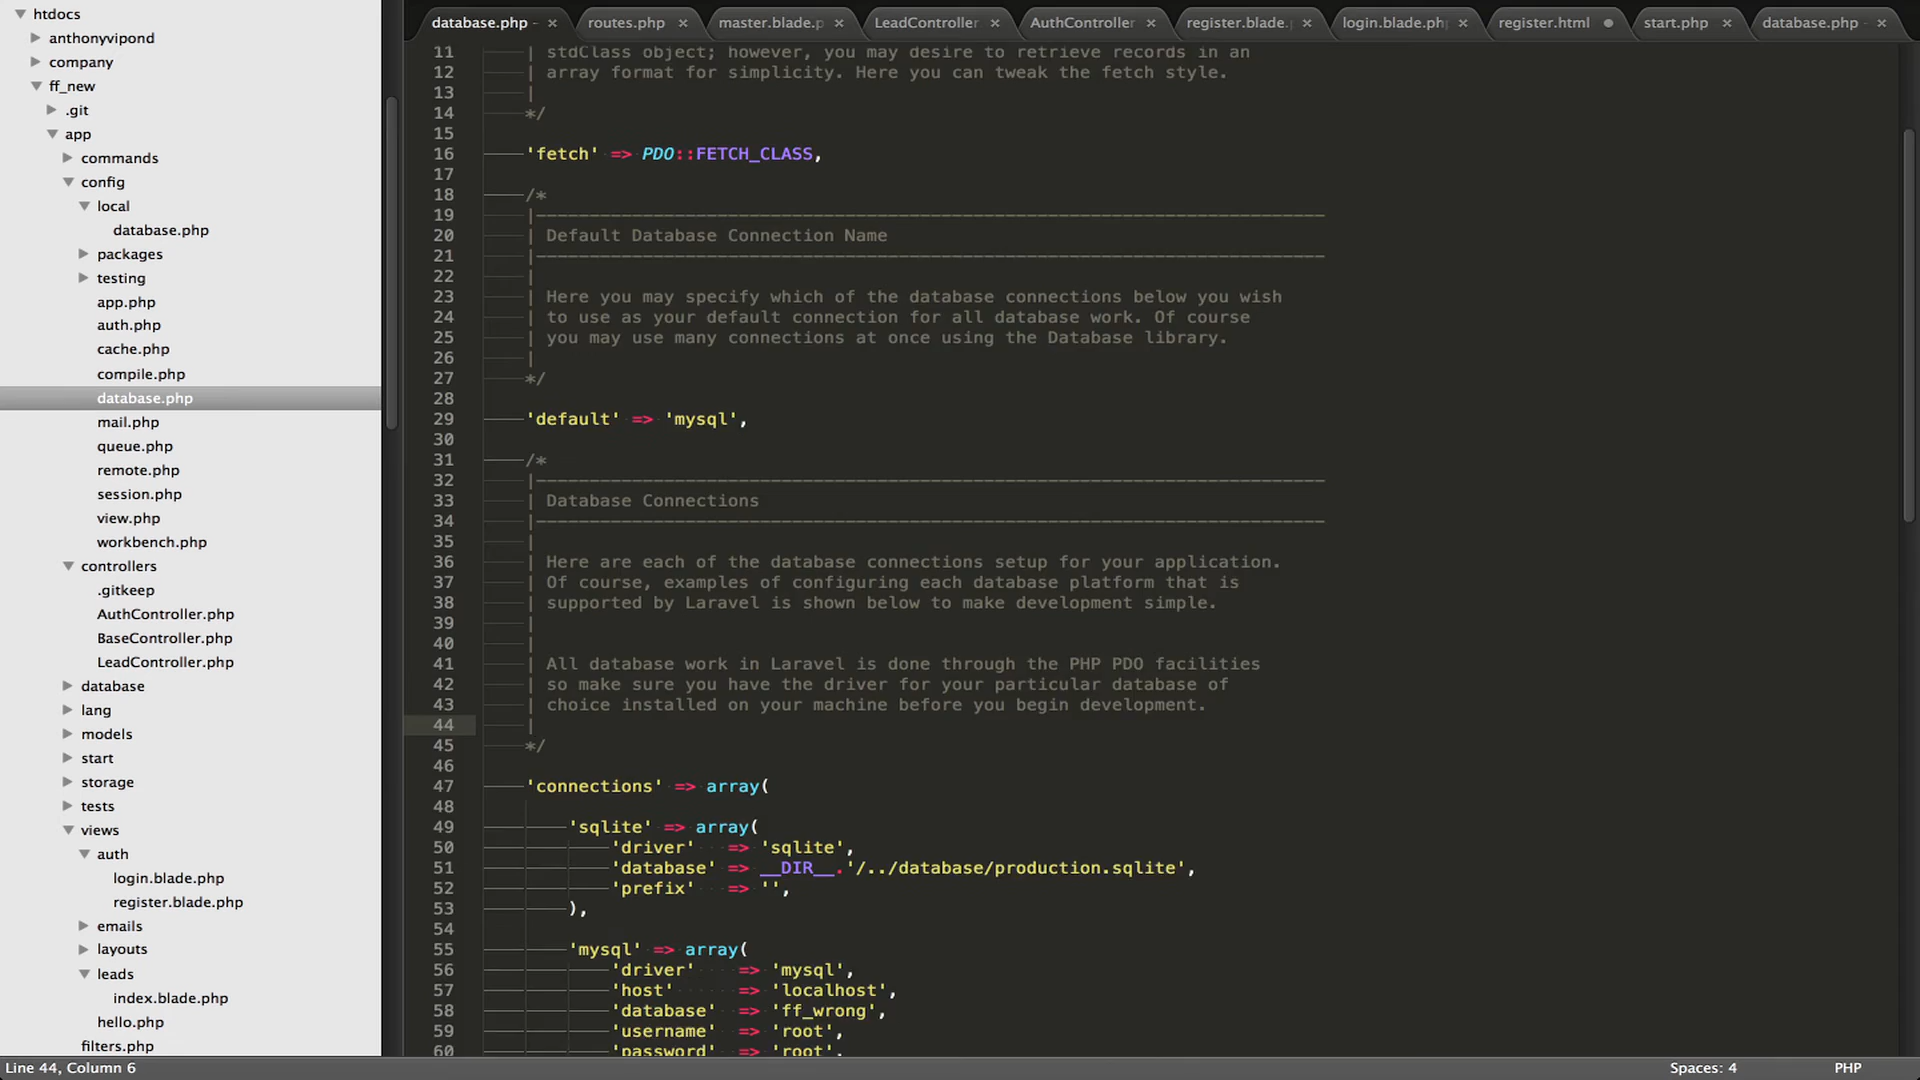 htdocs
anthonyvipond
company
ff_new
.git
app
commands
config
local
database.php
packages
testing
app.php
auth.php
cache.php
compile.php
database.php
mail.php
queue.php
remote.php
session.php
view.php
workbench.php
controllers
.gitkeep
AuthController.php
BaseController.php
LeadController.php
database
lang
models
start
storage
tests
views
auth
login.blade.php
register.blade.php
emails
layouts
leads
index.blade.php
hello.php
filters.php
database.php - × routes.php × master.blade.p × LeadController × AuthController × register.blade. × login.blade.ph × register.html • start.php × database.php - ×
11 | stdClass object; however, you may desire to retrieve records in an
12 | array format for simplicity. Here you can tweak the fetch style.
13 |
14 */
15
16 'fetch' => PDO::FETCH_CLASS,
17
18 /*
19 |--------------------------------------------------------------------------
20 | Default Database Connection Name
21 |--------------------------------------------------------------------------
22 |
23 | Here you may specify which of the database connections below you wish
24 | to use as your default connection for all database work. Of course
25 | you may use many connections at once using the Database library.
26 |
27 */
28
29 'default' => 'mysql',
30
31 /*
32 |--------------------------------------------------------------------------
33 | Database Connections
34 |--------------------------------------------------------------------------
35 |
36 | Here are each of the database connections setup for your application.
37 | Of course, examples of configuring each database platform that is
38 | supported by Laravel is shown below to make development simple.
39 |
40 |
41 | All database work in Laravel is done through the PHP PDO facilities
42 | so make sure you have the driver for your particular database of
43 | choice installed on your machine before you begin development.
44 |
45 */
46
47 'connections' => array(
48
49 'sqlite' => array(
50 'driver' => 'sqlite',
51 'database' => __DIR__.'/../database/production.sqlite',
52 'prefix' => '',
53 ),
54
55 'mysql' => array(
56 'driver' => 'mysql',
57 'host' => 'localhost',
58 'database' => 'ff_wrong',
59 'username' => 'root',
60 'password' => 'root',
Line 44, Column 6 Spaces: 4 PHP